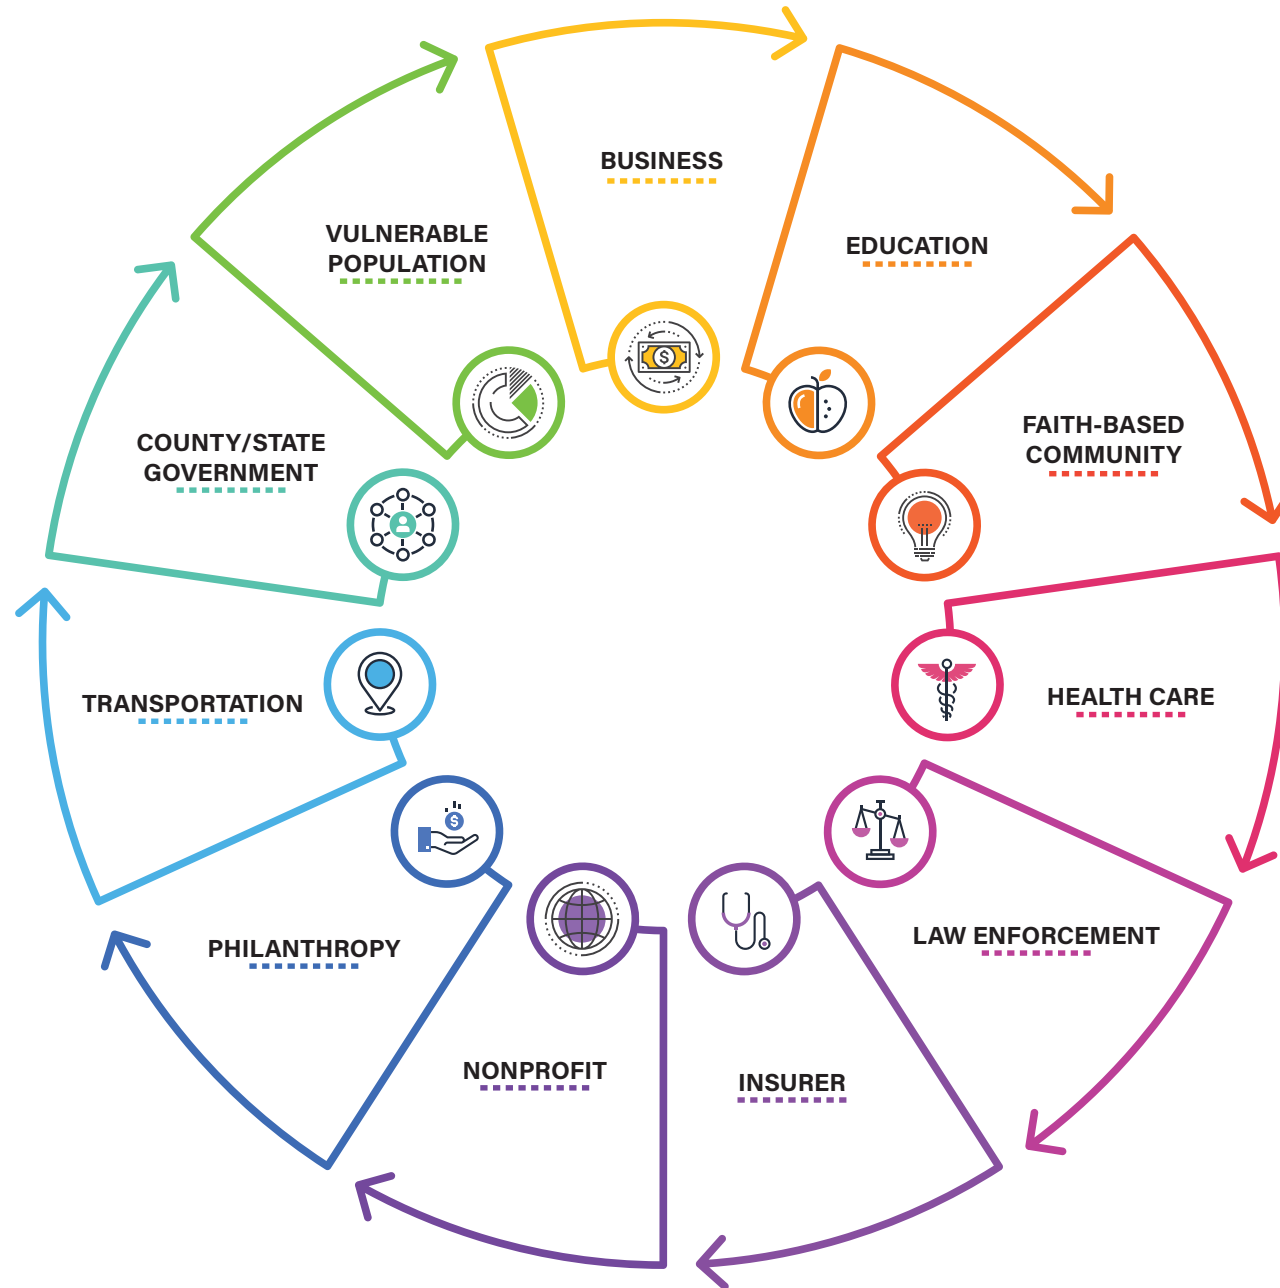 BUSINESS
EDUCATION
FAITH-BASED
COMMUNITY
HEALTH CARE
LAW ENFORCEMENT
INSURER
NONPROFIT
PHILANTHROPY
TRANSPORTATION
COUNTY/STATE
GOVERNMENT
VULNERABLE
POPULATION
$
$